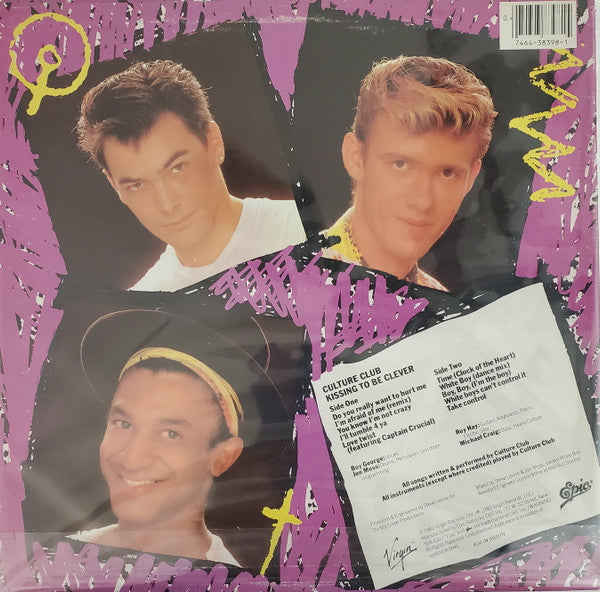 0
7464-38398-1
CULTURE CLUB
KISSING TO BE CLEVER
Side One
Do you really want to hurt me
I'm afraid of me (remix)
You know I'm not crazy
I'll tumble 4 ya
Love twist
(featuring Captain Crucial)
Side Two
Time (Clock of the Heart)
White Boy (dance mix)
Boy, Boy, (I'm the boy)
White boys can't control it
Take control
Boy George:
Jon Moss:
Roy Hay:
Michael Craig:
All songs written & performed by Culture Club
All instruments (except where credited) played by Culture Club
Virgin
Epic